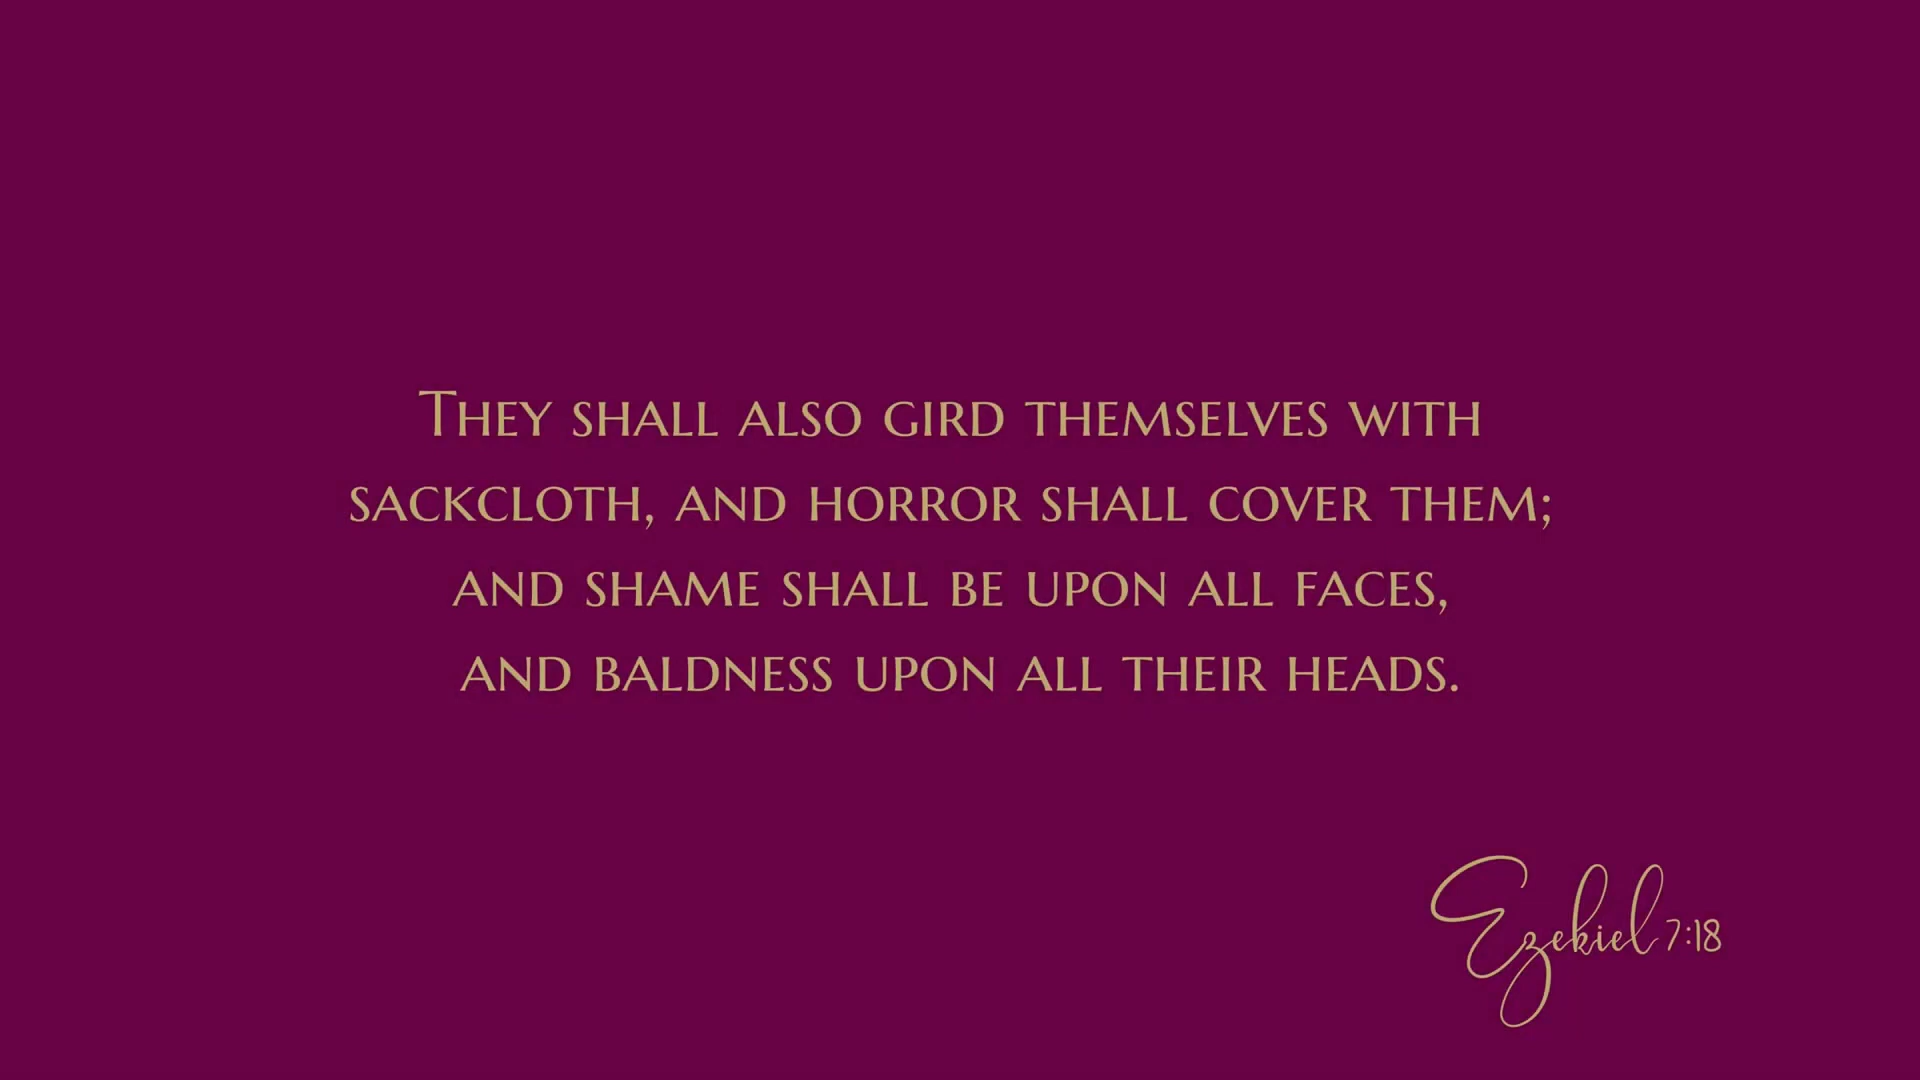 They shall also gird themselves with
sackcloth, and horror shall cover them;
and shame shall be upon all faces,
and baldness upon all their heads.
Ezekiel 7:18